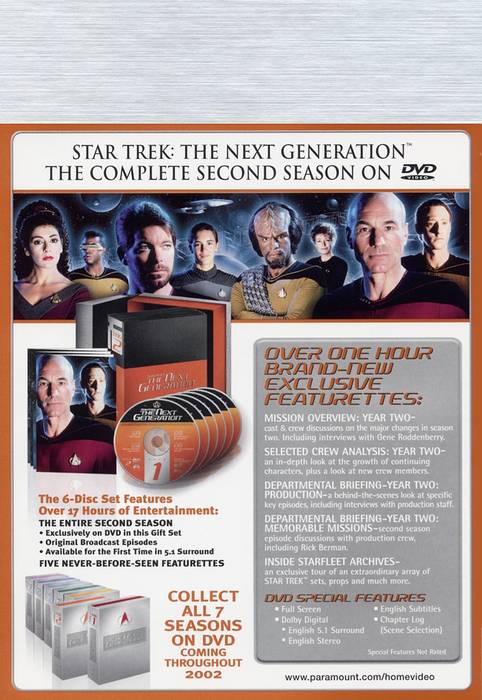 STAR TREK: THE NEXT GENERATION™
THE COMPLETE SECOND SEASON ON DVD
VIDEO
THE NEXT
GENERATION
THE NEXT
GENERATION
1
The 6-Disc Set Features
Over 17 Hours of Entertainment:
THE ENTIRE SECOND SEASON
• Exclusively on DVD in this Gift Set
• Original Broadcast Episodes
• Available for the First Time in 5.1 Surround
FIVE NEVER-BEFORE-SEEN FEATURETTES
COLLECT
ALL 7
SEASONS
ON DVD
COMING
THROUGHOUT
2002
OVER ONE HOUR
BRAND-NEW
EXCLUSIVE
FEATURETTES:
MISSION OVERVIEW: YEAR TWO–
cast & crew discussions on the major changes in season
two. Including interviews with Gene Roddenberry.
SELECTED CREW ANALYSIS: YEAR TWO–
an in-depth look at the growth of continuing
characters, plus a look at new crew members.
DEPARTMENTAL BRIEFING–YEAR TWO:
PRODUCTION–a behind-the-scenes look at specific
key episodes, including interviews with production staff.
DEPARTMENTAL BRIEFING–YEAR TWO:
MEMORABLE MISSIONS–season two
episode discussions with production crew,
including Rick Berman.
INSIDE STARFLEET ARCHIVES–
an exclusive tour of an extraordinary array of
STAR TREK™ sets, props and much more.
DVD SPECIAL FEATURES
• Full Screen
• Dolby Digital
• English 5.1 Surround
• English Stereo
• English Subtitles
• Chapter Log
(Scene Selection)
Special Features Not Rated
www.paramount.com/homevideo